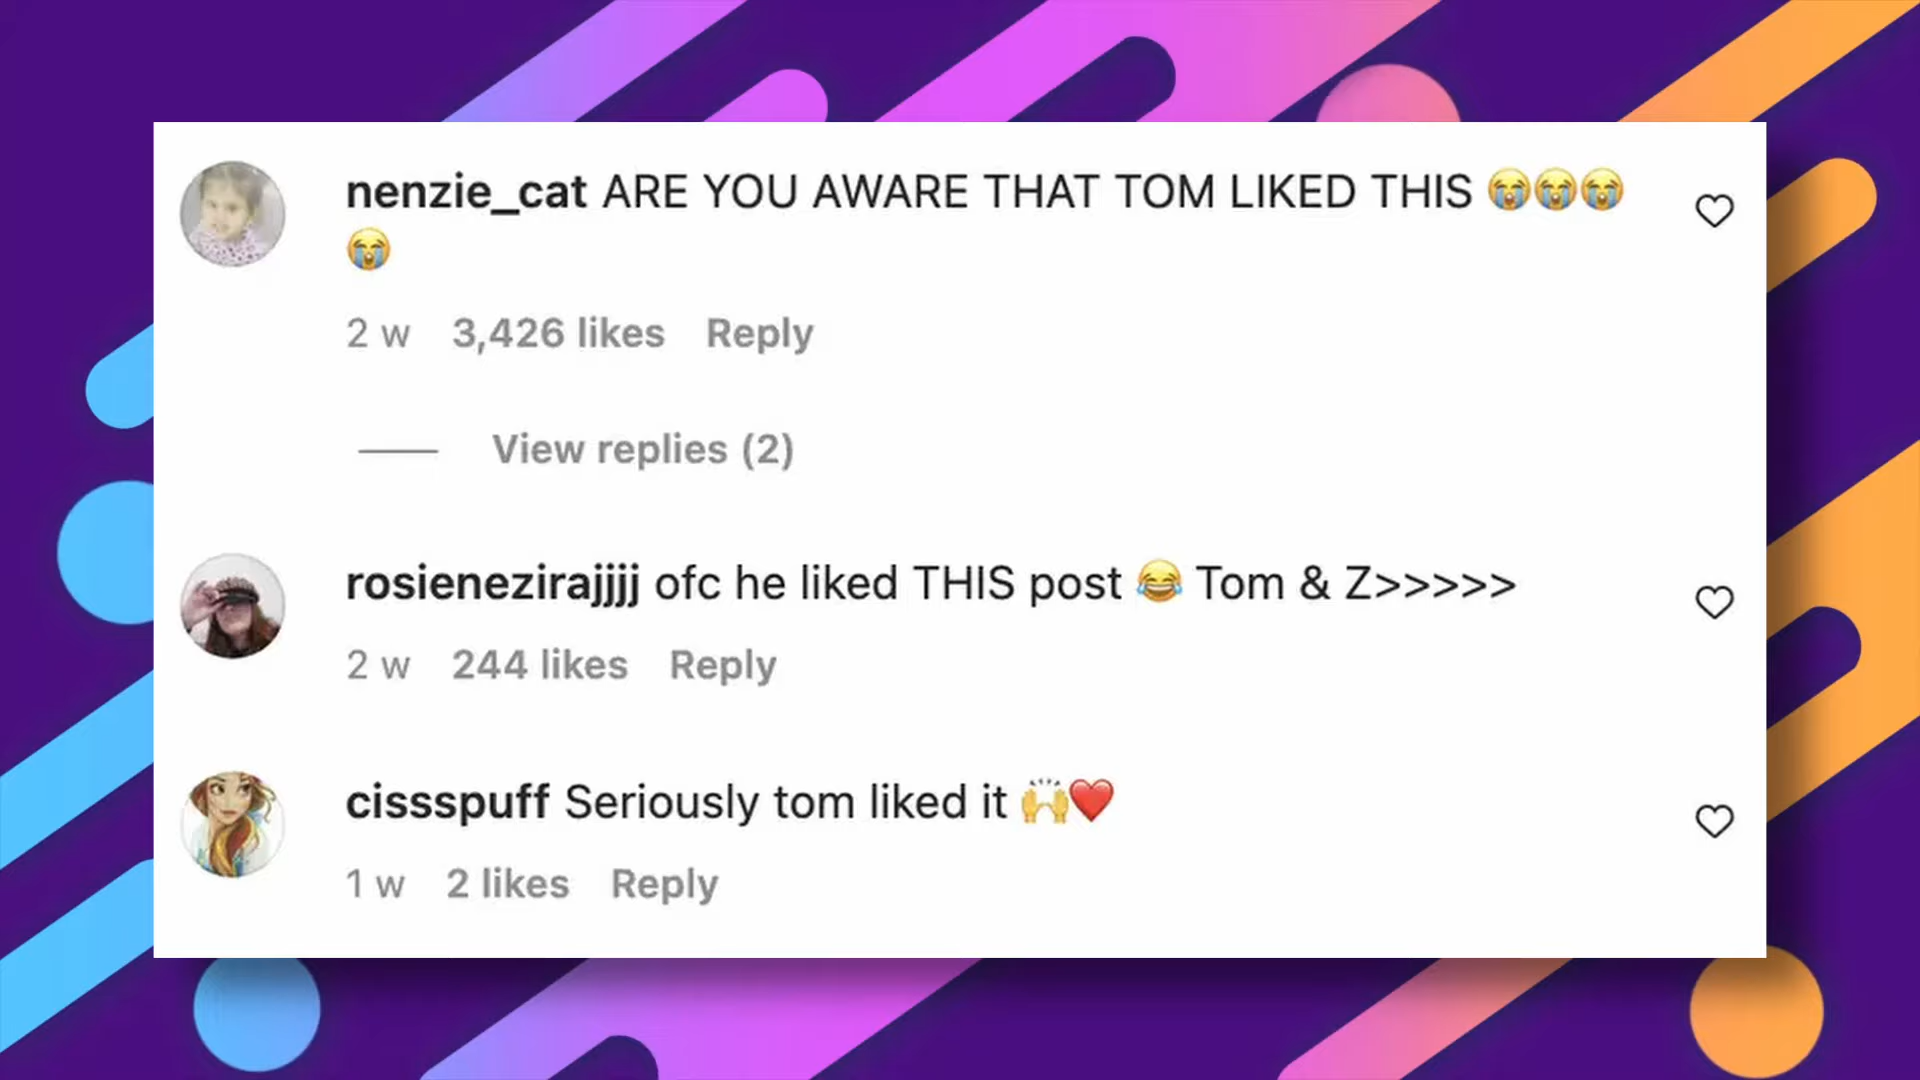 nenzie_cat ARE YOU AWARE THAT TOM LIKED THIS 😭😭😭
😭
2 w 3,426 likes Reply
View replies (2)
rosienezirajjjj ofc he liked THIS post 😂 Tom & Z>>>>>
2 w 244 likes Reply
cissspuff Seriously tom liked it 🙌❤️
1 w 2 likes Reply